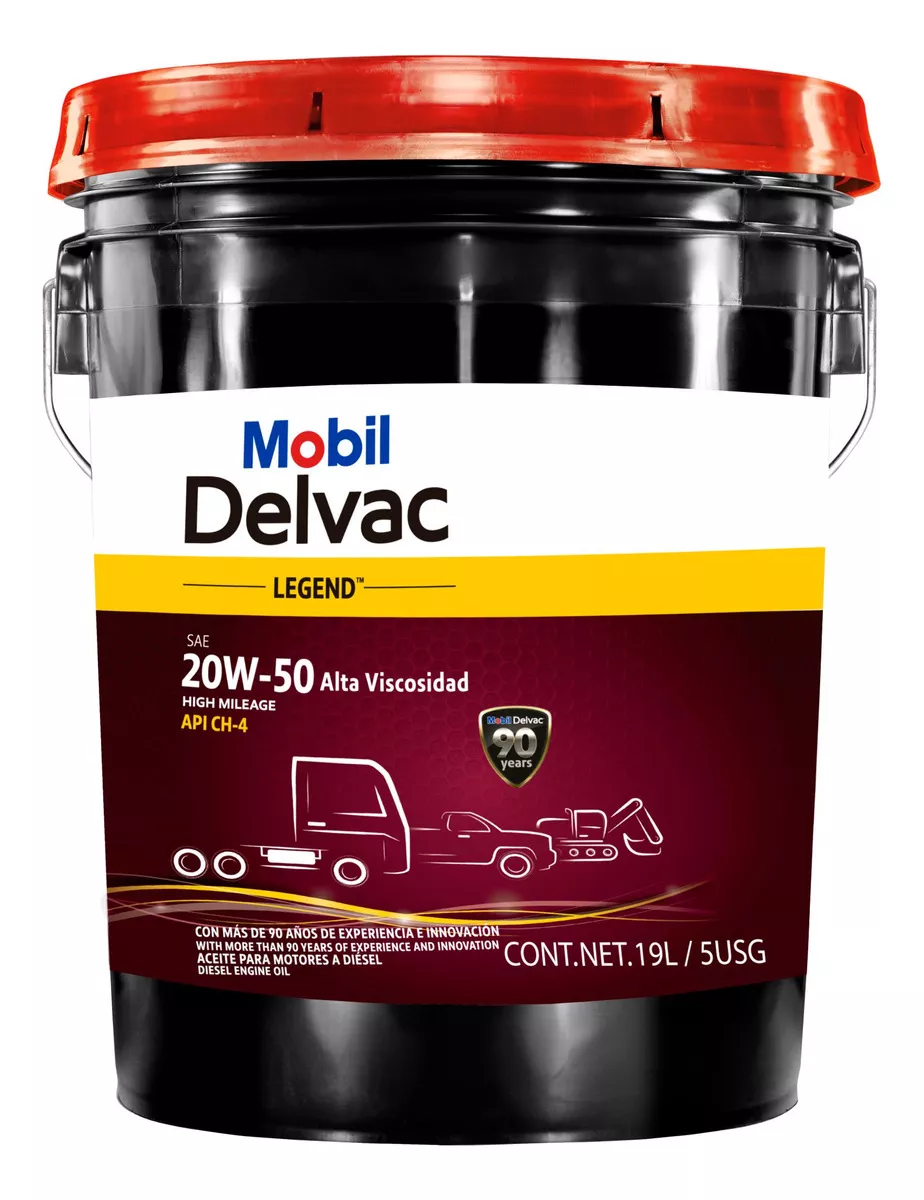 Mobil
Delvac
LEGEND™
SAE
20W-50 Alta Viscosidad
HIGH MILEAGE
API CH-4
Mobil Delvac
90
years
CON MÁS DE 90 AÑOS DE EXPERIENCIA E INNOVACIÓN
WITH MORE THAN 90 YEARS OF EXPERIENCE AND INNOVATION
ACEITE PARA MOTORES A DIÉSEL
DIESEL ENGINE OIL
CONT.NET.19L / 5USG